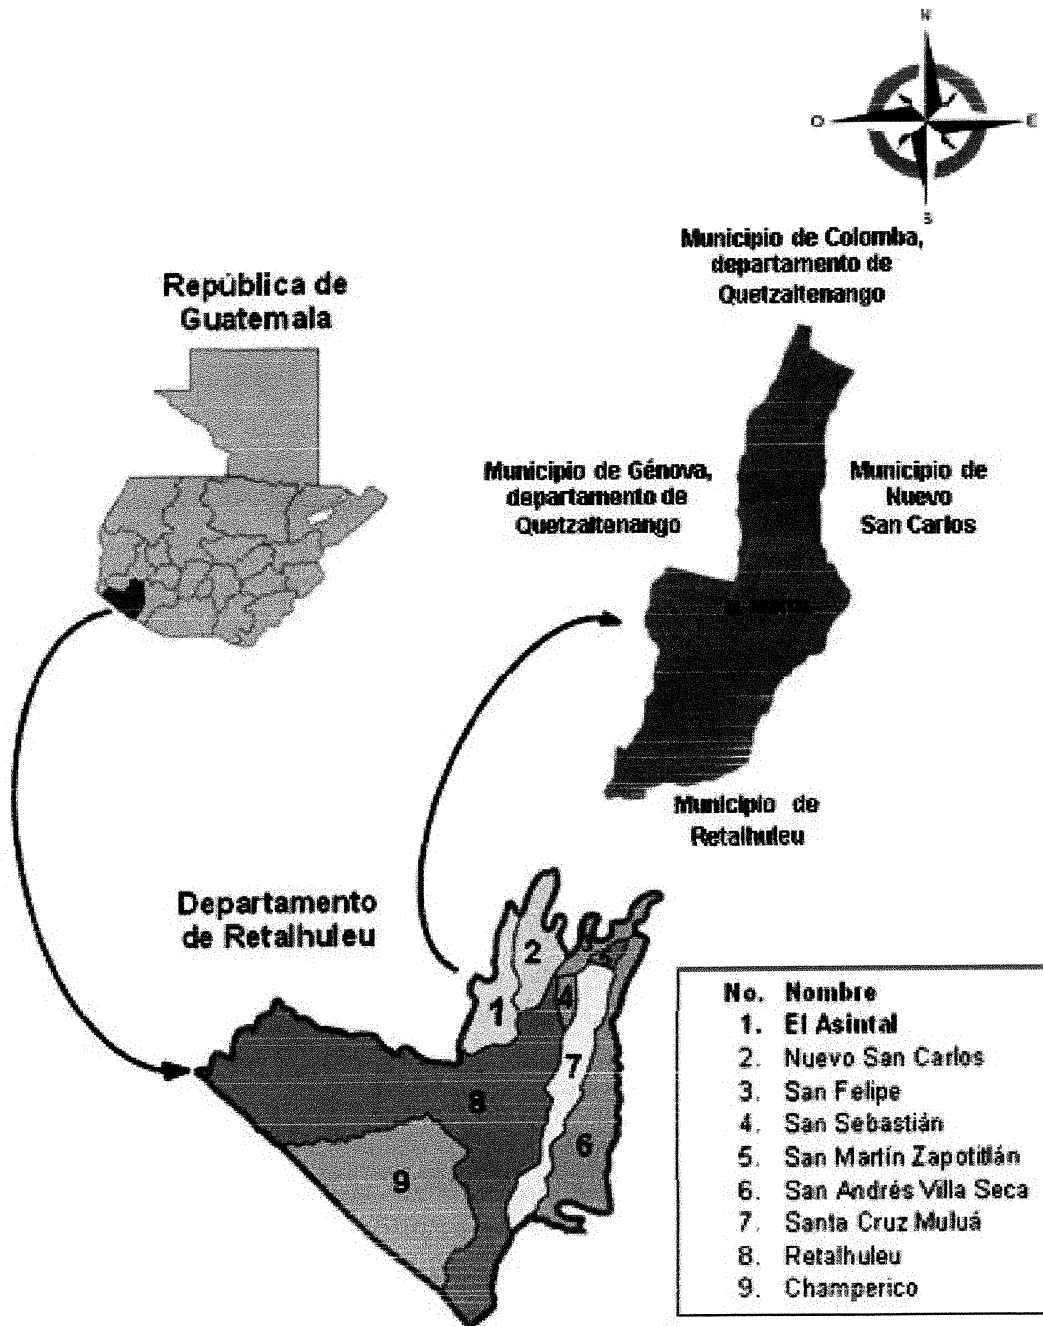 N
O E
S
Municipio de Colomba,
departamento de
Quetzaltenango
República de
Guatemala
Municipio de Génova,
departamento de
Quetzaltenango
Municipio de
Nuevo
San Carlos
Municipio de
Retalhuleu
Departamento
de Retalhuleu
1
2
4
7
8
6
9
No. Nombre
1. El Asintal
2. Nuevo San Carlos
3. San Felipe
4. San Sebastián
5. San Martín Zapotitlán
6. San Andrés Villa Seca
7. Santa Cruz Muluá
8. Retalhuleu
9. Champerico